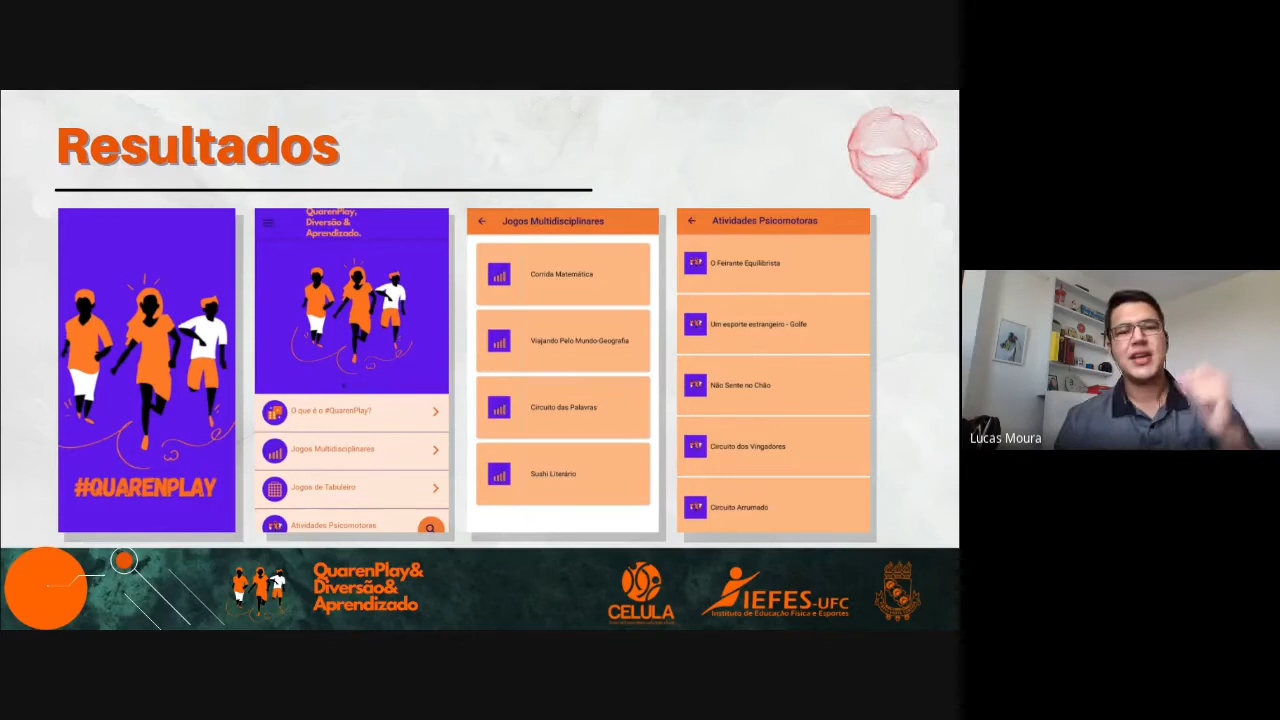 Resultados
#QUARENPLAY
QuarenPlay,
Diversão &
Aprendizado.
O que é o #QuarenPlay?
Jogos Multidisciplinares
Jogos de Tabuleiro
Atividades Psicomotoras
Jogos Multidisciplinares
Corrida Matemática
Viajando Pelo Mundo-Geografia
Circuito das Palavras
Sushi Literário
Atividades Psicomotoras
O Feirante Equilibrista
Um esporte estrangeiro - Golfe
Não Sente no Chão
Circuito dos Vingadores
Circuito Arrumado
Lucas Moura
QuarenPlay&
Diversão&
Aprendizado
CELULA
IEFES-UFC
Instituto de Educação Física e Esportes